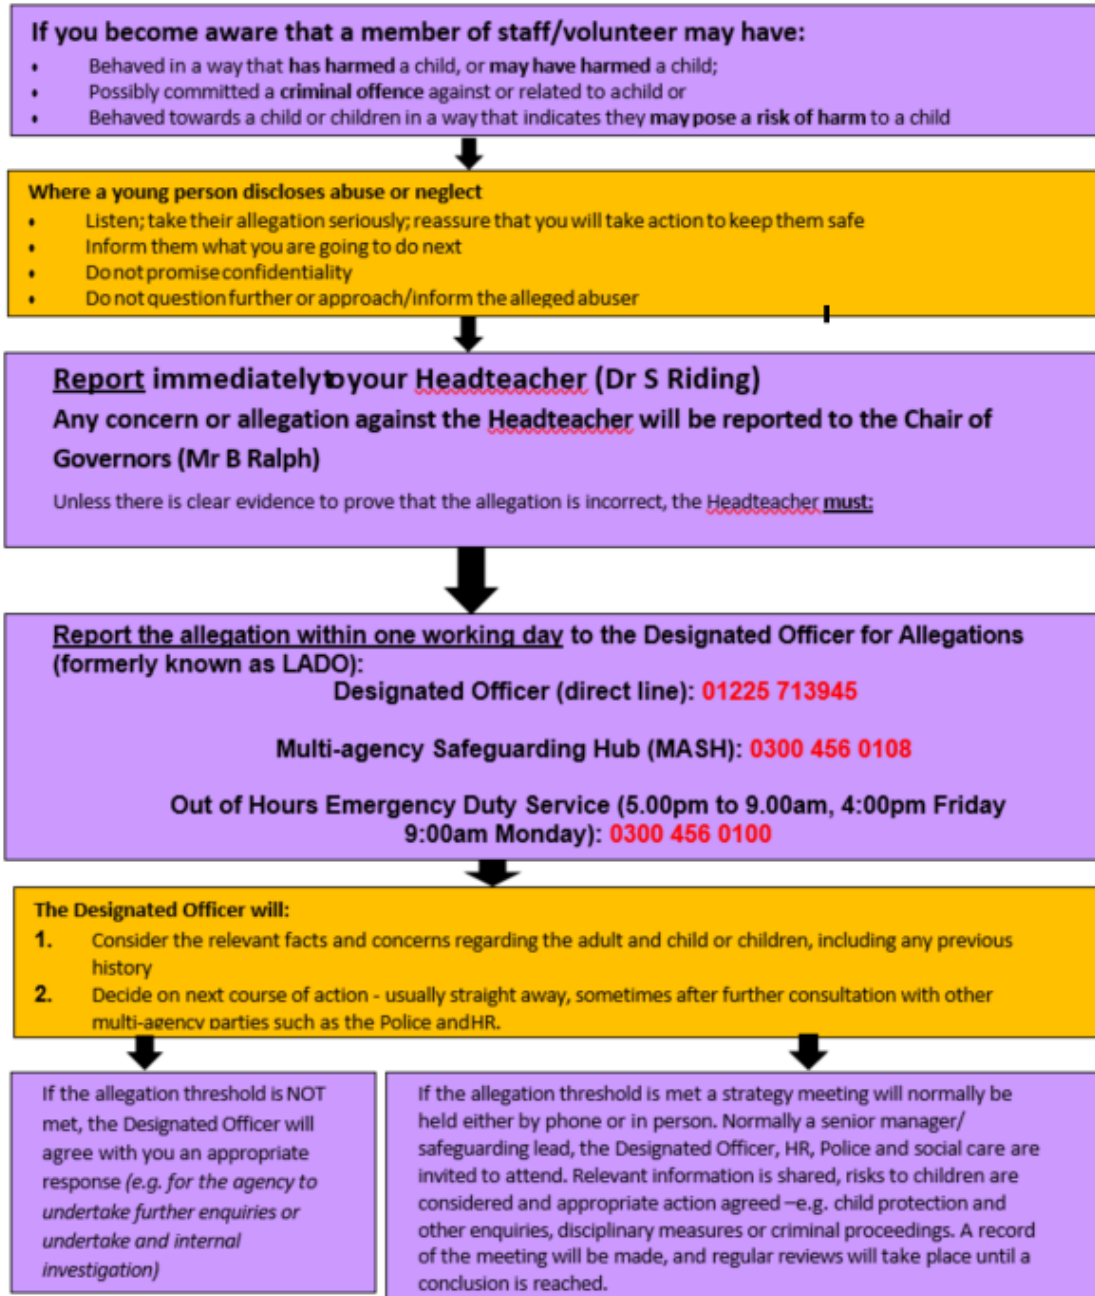 If you become aware that a member of staff/volunteer may have:
• Behaved in a way that has harmed a child, or may have harmed a child;
• Possibly committed a criminal offence against or related to achild or
• Behaved towards a child or children in a way that indicates they may pose a risk of harm to a child
Where a young person discloses abuse or neglect
• Listen; take their allegation seriously; reassure that you will take action to keep them safe
• Inform them what you are going to do next
• Do not promise confidentiality
• Do not question further or approach/inform the alleged abuser
Report immediately to your Headteacher (Dr S Riding)
Any concern or allegation against the Headteacher will be reported to the Chair of
Governors (Mr B Ralph)
Unless there is clear evidence to prove that the allegation is incorrect, the Headteacher must:
Report the allegation within one working day to the Designated Officer for Allegations
(formerly known as LADO):
Designated Officer (direct line): 01225 713945
Multi-agency Safeguarding Hub (MASH): 0300 456 0108
Out of Hours Emergency Duty Service (5.00pm to 9.00am, 4:00pm Friday
9:00am Monday): 0300 456 0100
The Designated Officer will:
1. Consider the relevant facts and concerns regarding the adult and child or children, including any previous
history
2. Decide on next course of action - usually straight away, sometimes after further consultation with other
multi-agency parties such as the Police andHR.
If the allegation threshold is NOT
met, the Designated Officer will
agree with you an appropriate
response (e.g. for the agency to
undertake further enquiries or
undertake and internal
investigation)
If the allegation threshold is met a strategy meeting will normally be
held either by phone or in person. Normally a senior manager/
safeguarding lead, the Designated Officer, HR, Police and social care are
invited to attend. Relevant information is shared, risks to children are
considered and appropriate action agreed –e.g. child protection and
other enquiries, disciplinary measures or criminal proceedings. A record
of the meeting will be made, and regular reviews will take place until a
conclusion is reached.